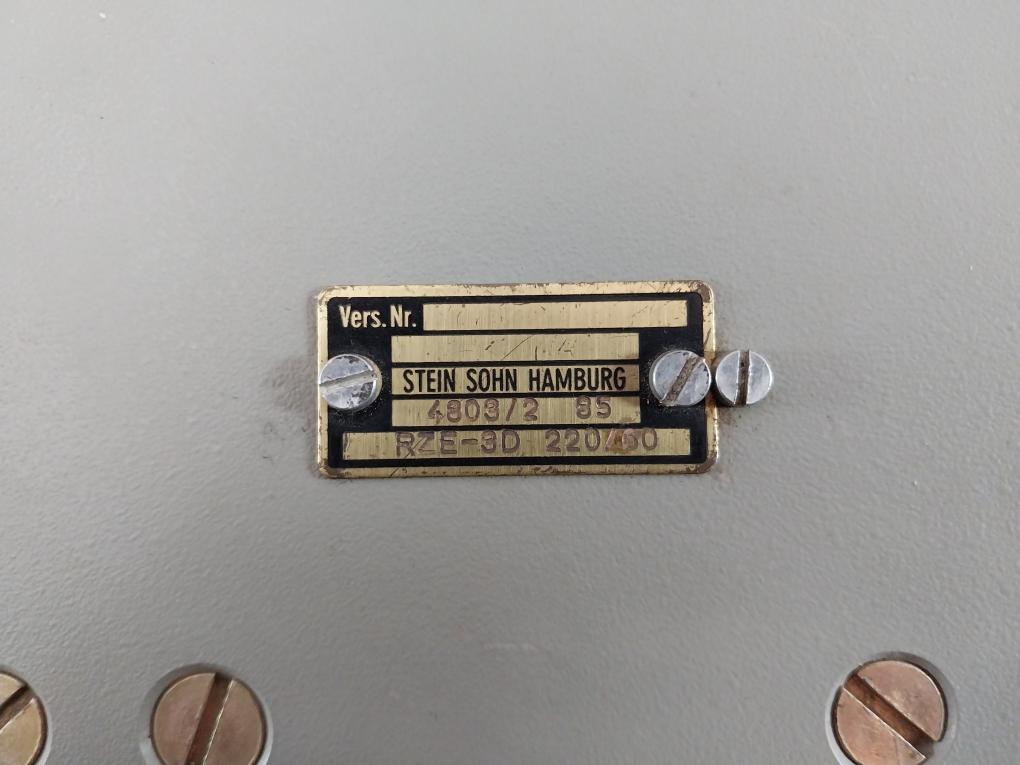 Vers. Nr.
STEIN SOHN HAMBURG
4803/2 85
RZE-3D 220/60